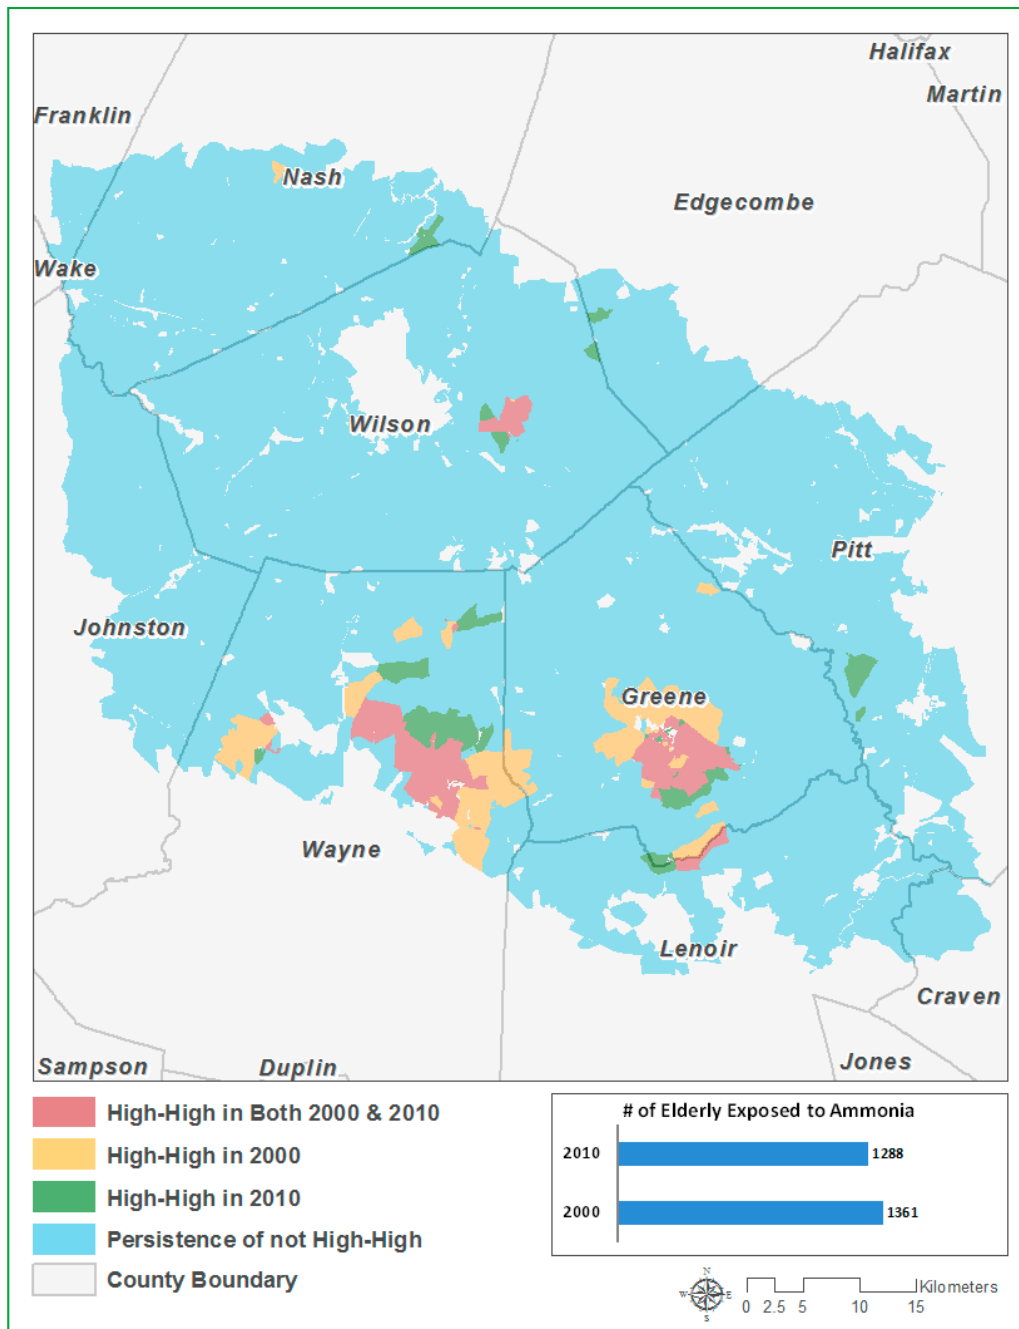 Halifax
Martin
Franklin
Nash
Edgecombe
Wake
Wilson
Pitt
Johnston
Greene
Wayne
Lenoir
Craven
Jones
Sampson
Duplin
High-High in Both 2000 & 2010
High-High in 2000
High-High in 2010
Persistence of not High-High
County Boundary
# of Elderly Exposed to Ammonia
2010 1288
2000 1361
N
W E
S
Kilometers
0 2.5 5 10 15